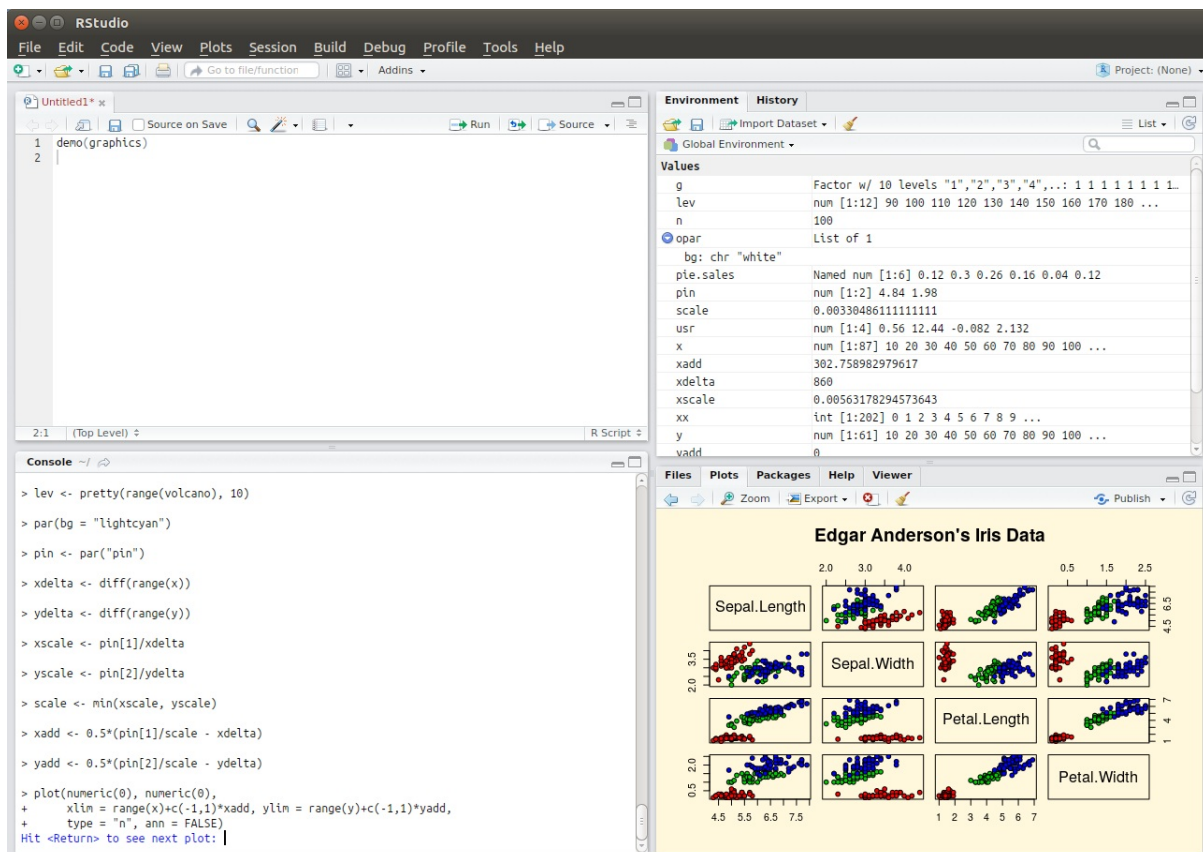 RStudio
File Edit Code View Plots Session Build Debug Profile Tools Help
Go to file/function Addins Project: (None)
Untitled1*
Source on Save Run Source
1 demo(graphics)
2
2:1 (Top Level) R Script
Console ~/
> lev <- pretty(range(volcano), 10)
> par(bg = "lightcyan")
> pin <- par("pin")
> xdelta <- diff(range(x))
> ydelta <- diff(range(y))
> xscale <- pin[1]/xdelta
> yscale <- pin[2]/ydelta
> scale <- min(xscale, yscale)
> xadd <- 0.5*(pin[1]/scale - xdelta)
> yadd <- 0.5*(pin[2]/scale - ydelta)
> plot(numeric(0), numeric(0),
+ xlim = range(x)+c(-1,1)*xadd, ylim = range(y)+c(-1,1)*yadd,
+ type = "n", ann = FALSE)
Hit <Return> to see next plot:
Environment History
Import Dataset List
Global Environment
Values
g Factor w/ 10 levels "1","2","3","4",..: 1 1 1 1 1 1 1 1…
lev num [1:12] 90 100 110 120 130 140 150 160 170 180 ...
n 100
opar List of 1
bg: chr "white"
pie.sales Named num [1:6] 0.12 0.3 0.26 0.16 0.04 0.12
pin num [1:2] 4.84 1.98
scale 0.00330486111111111
usr num [1:4] 0.56 12.44 -0.082 2.132
x num [1:87] 10 20 30 40 50 60 70 80 90 100 ...
xadd 302.758982979617
xdelta 860
xscale 0.00563178294573643
xx int [1:202] 0 1 2 3 4 5 6 7 8 9 ...
y num [1:61] 10 20 30 40 50 60 70 80 90 100 ...
yadd 0
Files Plots Packages Help Viewer
Zoom Export Publish
Edgar Anderson's Iris Data
2.0 3.0 4.0 0.5 1.5 2.5
Sepal.Length
4.5 6.5
2.0 3.5
Sepal.Width
Petal.Length
1 4 7
0.5 2.0
Petal.Width
4.5 5.5 6.5 7.5 1 2 3 4 5 6 7